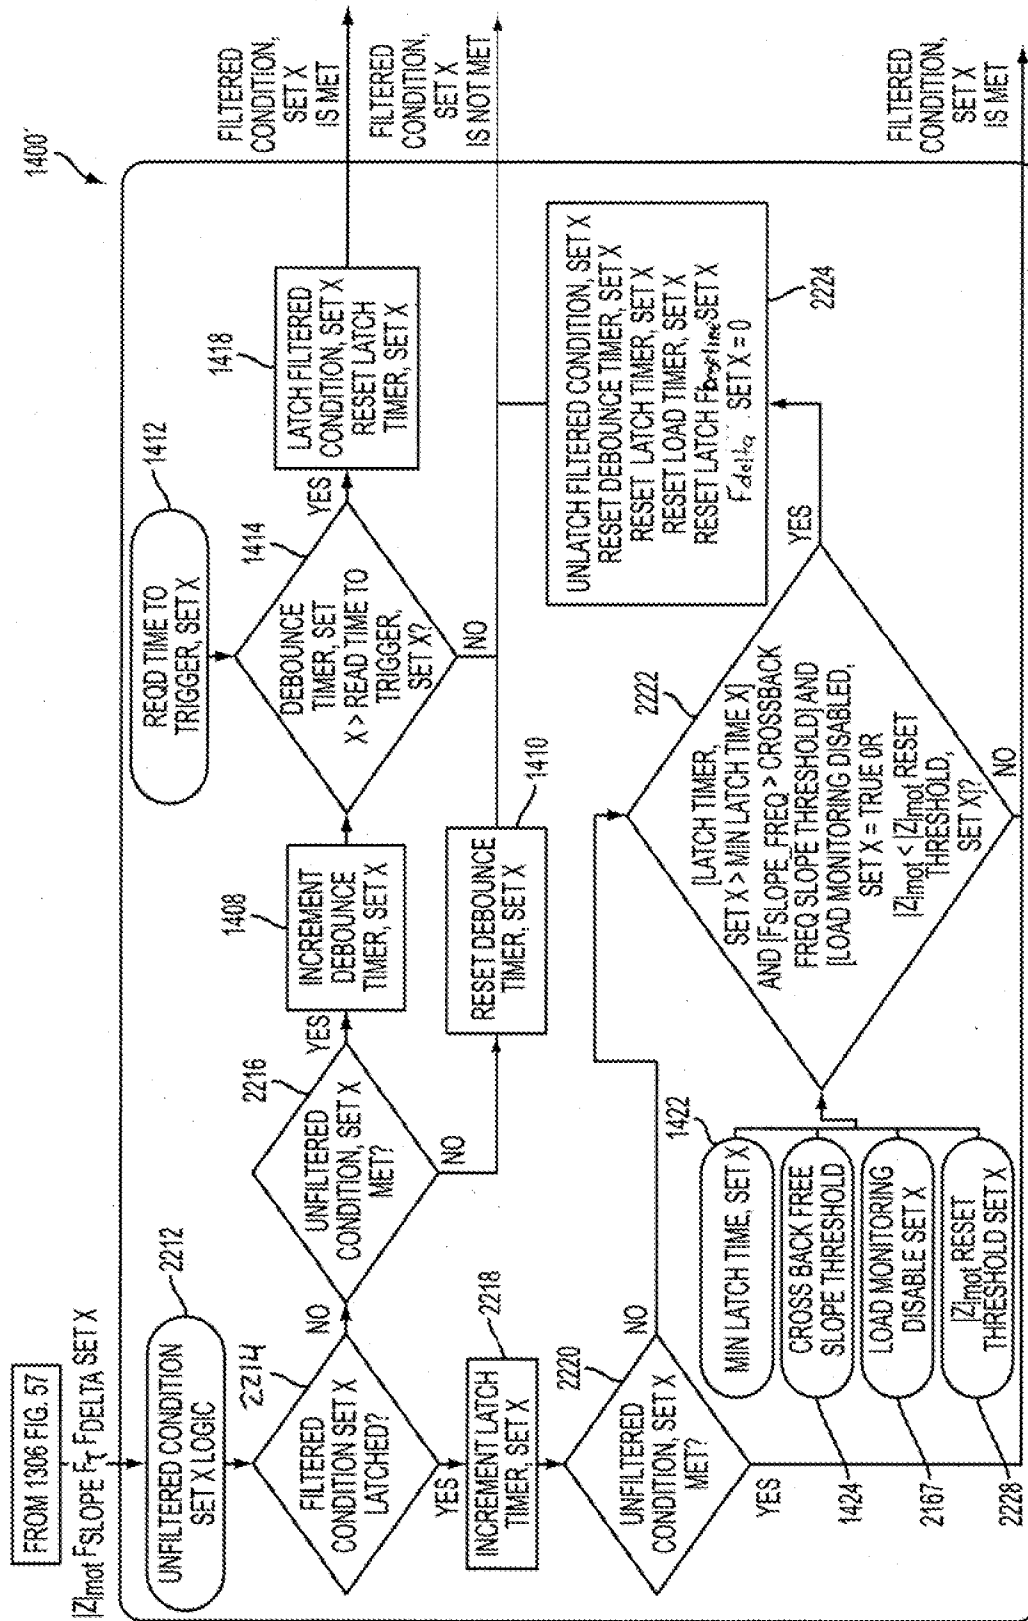 1400'
FROM 1306 FIG. 57
|Z|mot FSLOPE FT FDELTA SET X
UNFILTERED CONDITION
SET X LOGIC
2212
2214
FILTERED
CONDITION SET X
LATCHED?
NO
YES
2216
UNFILTERED
CONDITION, SET X
MET?
YES
NO
1408
INCREMENT
DEBOUNCE
TIMER, SET X
REQD TIME TO
TRIGGER, SET X
1412
1414
DEBOUNCE
TIMER, SET
X > READ TIME TO
TRIGGER,
SET X?
YES
NO
1418
LATCH FILTERED
CONDITION, SET X
RESET LATCH
TIMER, SET X
FILTERED
CONDITION,
SET X
IS MET
FILTERED
CONDITION,
SET X
IS NOT MET
RESET DEBOUNCE
TIMER, SET X
1410
INCREMENT LATCH
TIMER, SET X
2218
2220
UNFILTERED
CONDITION, SET X
MET?
NO
YES
1422
MIN LATCH TIME, SET X
CROSS BACK FREE
SLOPE THRESHOLD
LOAD MONITORING
DISABLE SET X
|Z|mot RESET
THRESHOLD SET X
1424
2167
2228
2222
[LATCH TIMER,
SET X > MIN LATCH TIME X]
AND [FSLOPE_FREQ > CROSSBACK
FREQ SLOPE THRESHOLD] AND
[LOAD MONITORING DISABLED,
SET X = TRUE OR
|Z|mot < |Z|mot RESET
THRESHOLD,
SET X]?
YES
NO
UNLATCH FILTERED CONDITION, SET X
RESET DEBOUNCE TIMER, SET X
RESET LATCH TIMER, SET X
RESET LOAD TIMER, SET X
RESET LATCH Fbaseline SET X
Fdelta SET X = 0
2224
FILTERED
CONDITION,
SET X
IS MET